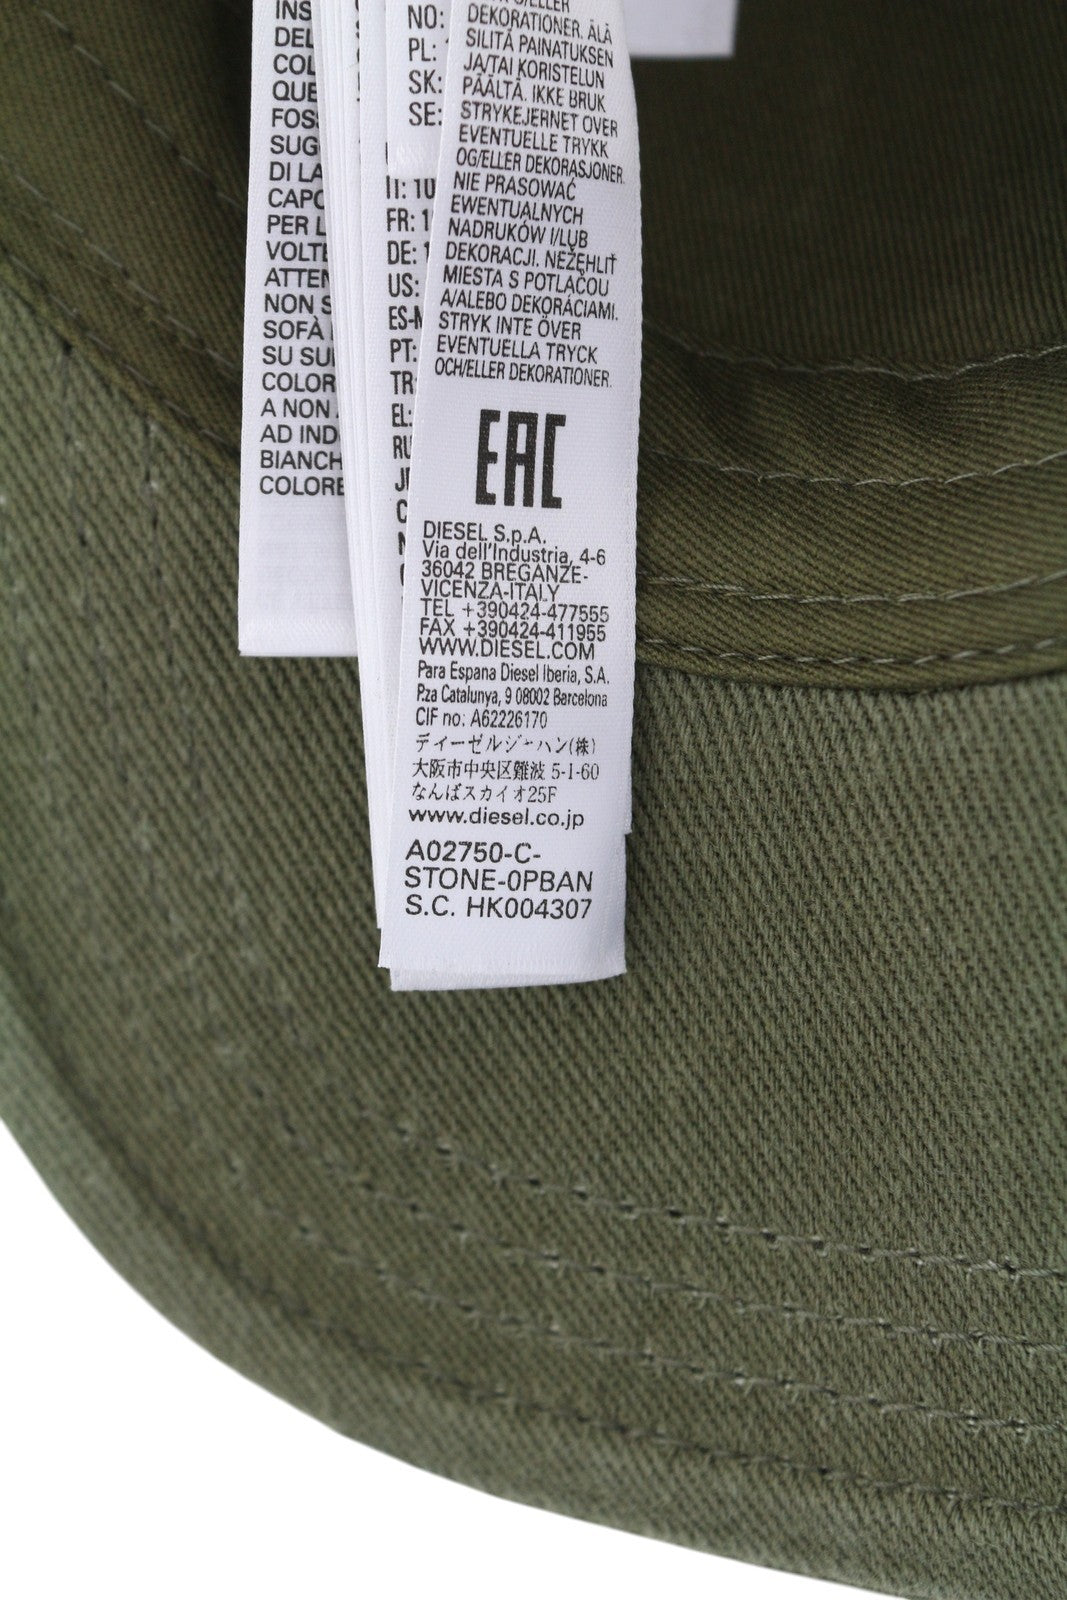 INS
DEL
COL
QUE
FOS
SUG
DI LA
CAPO
PER L
VOLTE
ATTEN
NON S
SOFÀ
SU SU
COLOR
A NON
AD IND
BIANCH
COLORE
NO:
PL:
SK:
SE:
IT: 10
FR: 1
DE: 1
US:
ES-M
PT:
TR
EL:
RU
DEKORATIONER. ÄLÄ
SILITÄ PAINATUKSEN
JA/TAI KORISTELUN
PÄÄLTÄ. IKKE BRUK
STRYKEJERNET OVER
EVENTUELLE TRYKK
OG/ELLER DEKORASJONER.
NIE PRASOWAĆ
EWENTUALNYCH
NADRUKÓW I/LUB
DEKORACJI. NEŽEHLIŤ
MIESTA S POTLAČOU
A/ALEBO DEKORÁCIAMI.
STRYK INTE ÖVER
EVENTUELLA TRYCK
OCH/ELLER DEKORATIONER.
EAC
DIESEL S.p.A.
Via dell'Industria, 4-6
36042 BREGANZE-
VICENZA-ITALY
TEL +390424-477555
FAX +390424-411955
WWW.DIESEL.COM
Para Espana Diesel Iberia, S.A.
P.za Catalunya, 9 08002 Barcelona
CIF no: A62226170
ディーゼルジャパン(株)
大阪市中央区難波 5-1-60
なんばスカイオ25F
www.diesel.co.jp
A02750-C-
STONE-0PBAN
S.C. HK004307